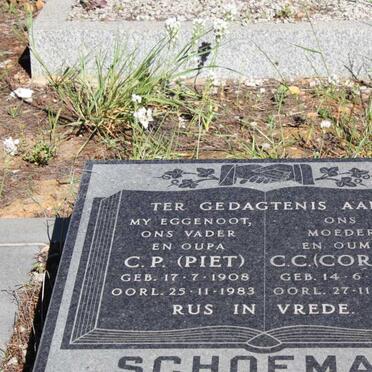 TER GEDAGTENIS AA
MY EGGENOOT,
ONS VADER
EN OUPA
C.P. (PIET)
GEB. 17·7·1908
OORL. 25·11·1983
ONS
MOEDER
EN OUM
C.C.(COR
GEB. 14·6·
OORL. 27·11
RUS IN VREDE.
SCHOEMA